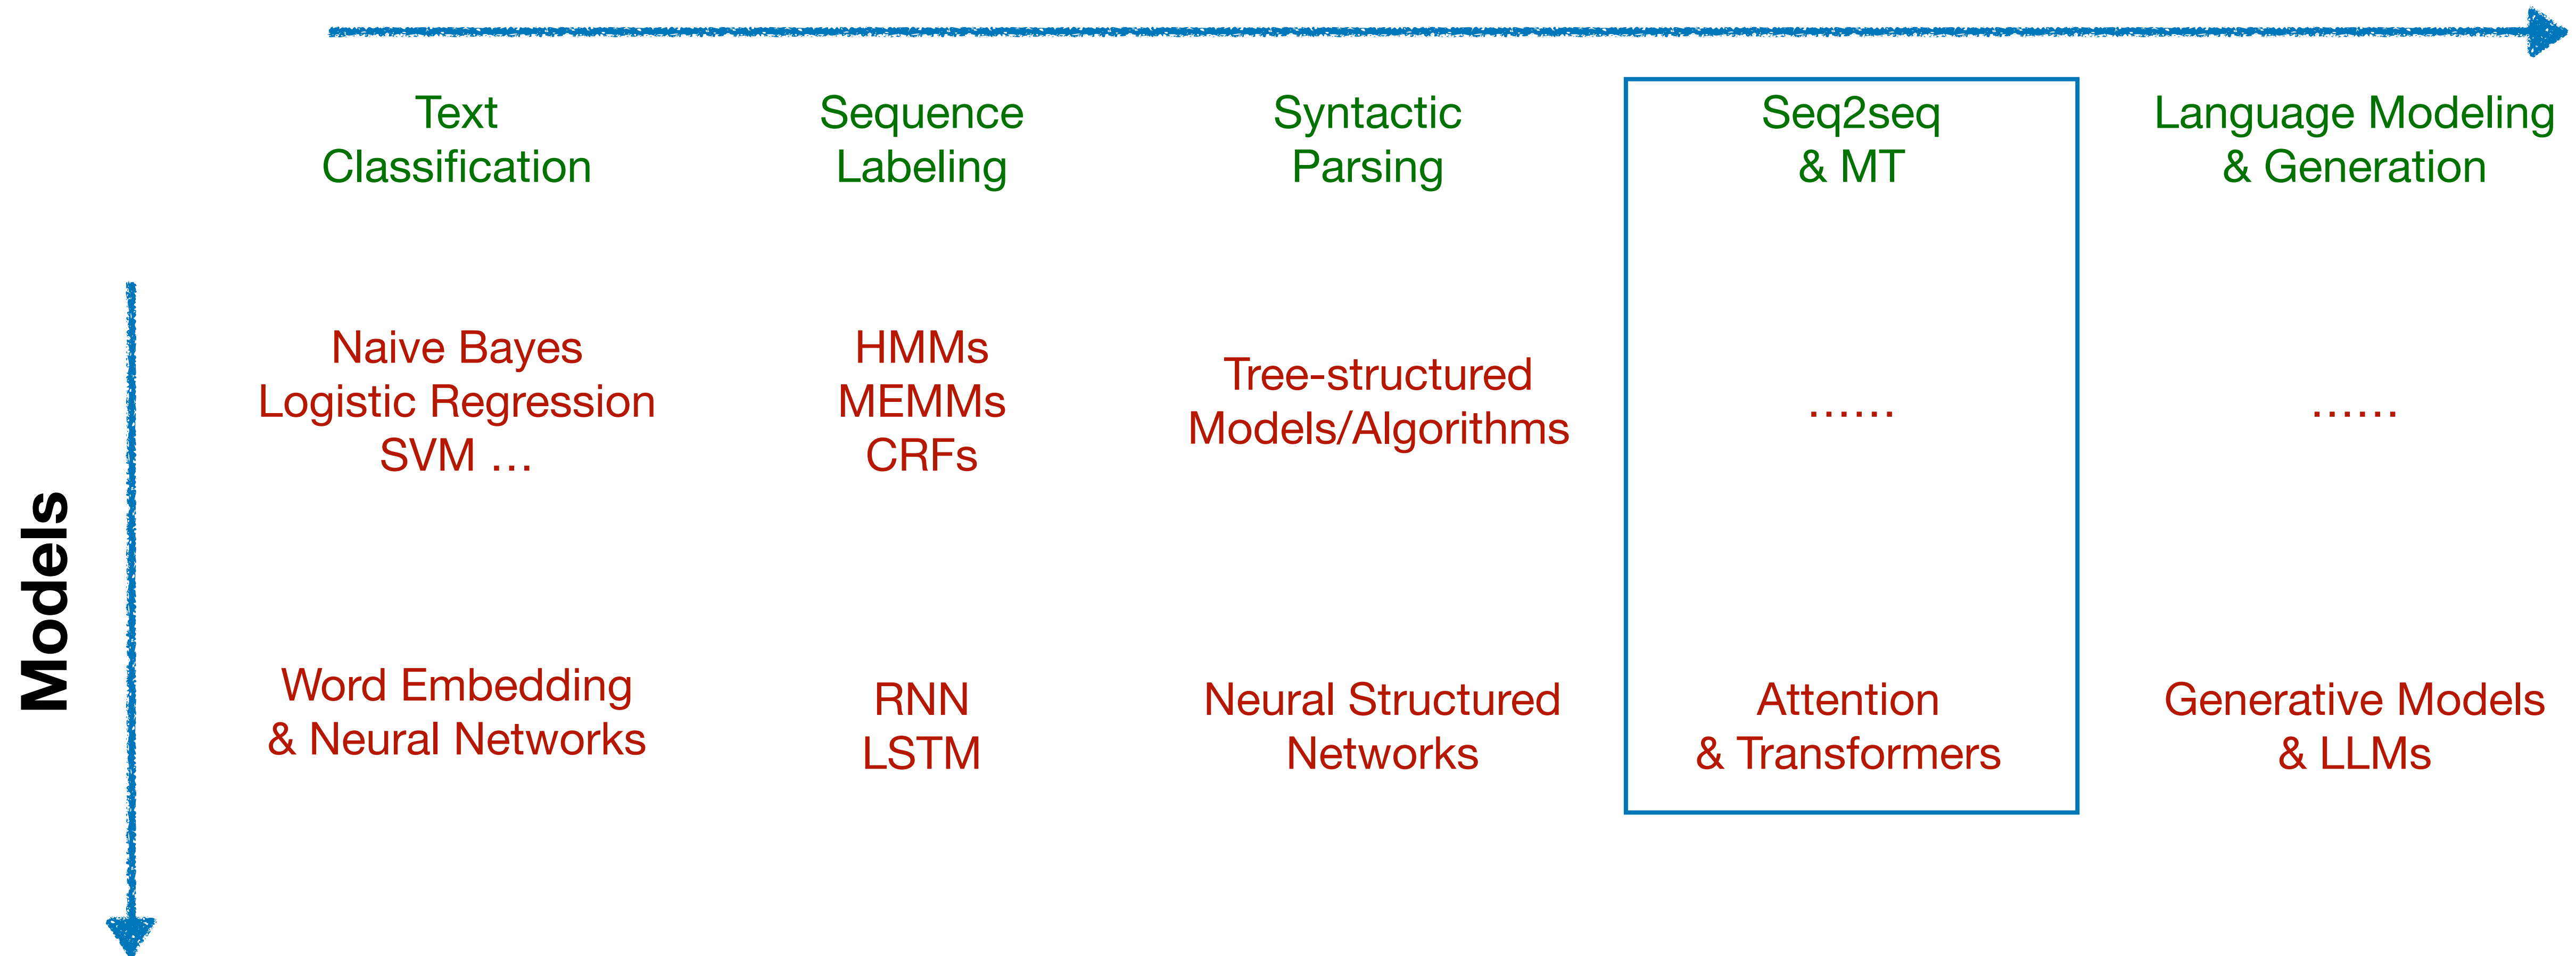 Text
Classification
Sequence
Labeling
Syntactic
Parsing
Seq2seq
& MT
Language Modeling
& Generation
Models
Naive Bayes
Logistic Regression
SVM …
HMMs
MEMMs
CRFs
Tree-structured
Models/Algorithms
……
……
Word Embedding
& Neural Networks
RNN
LSTM
Neural Structured
Networks
Attention
& Transformers
Generative Models
& LLMs